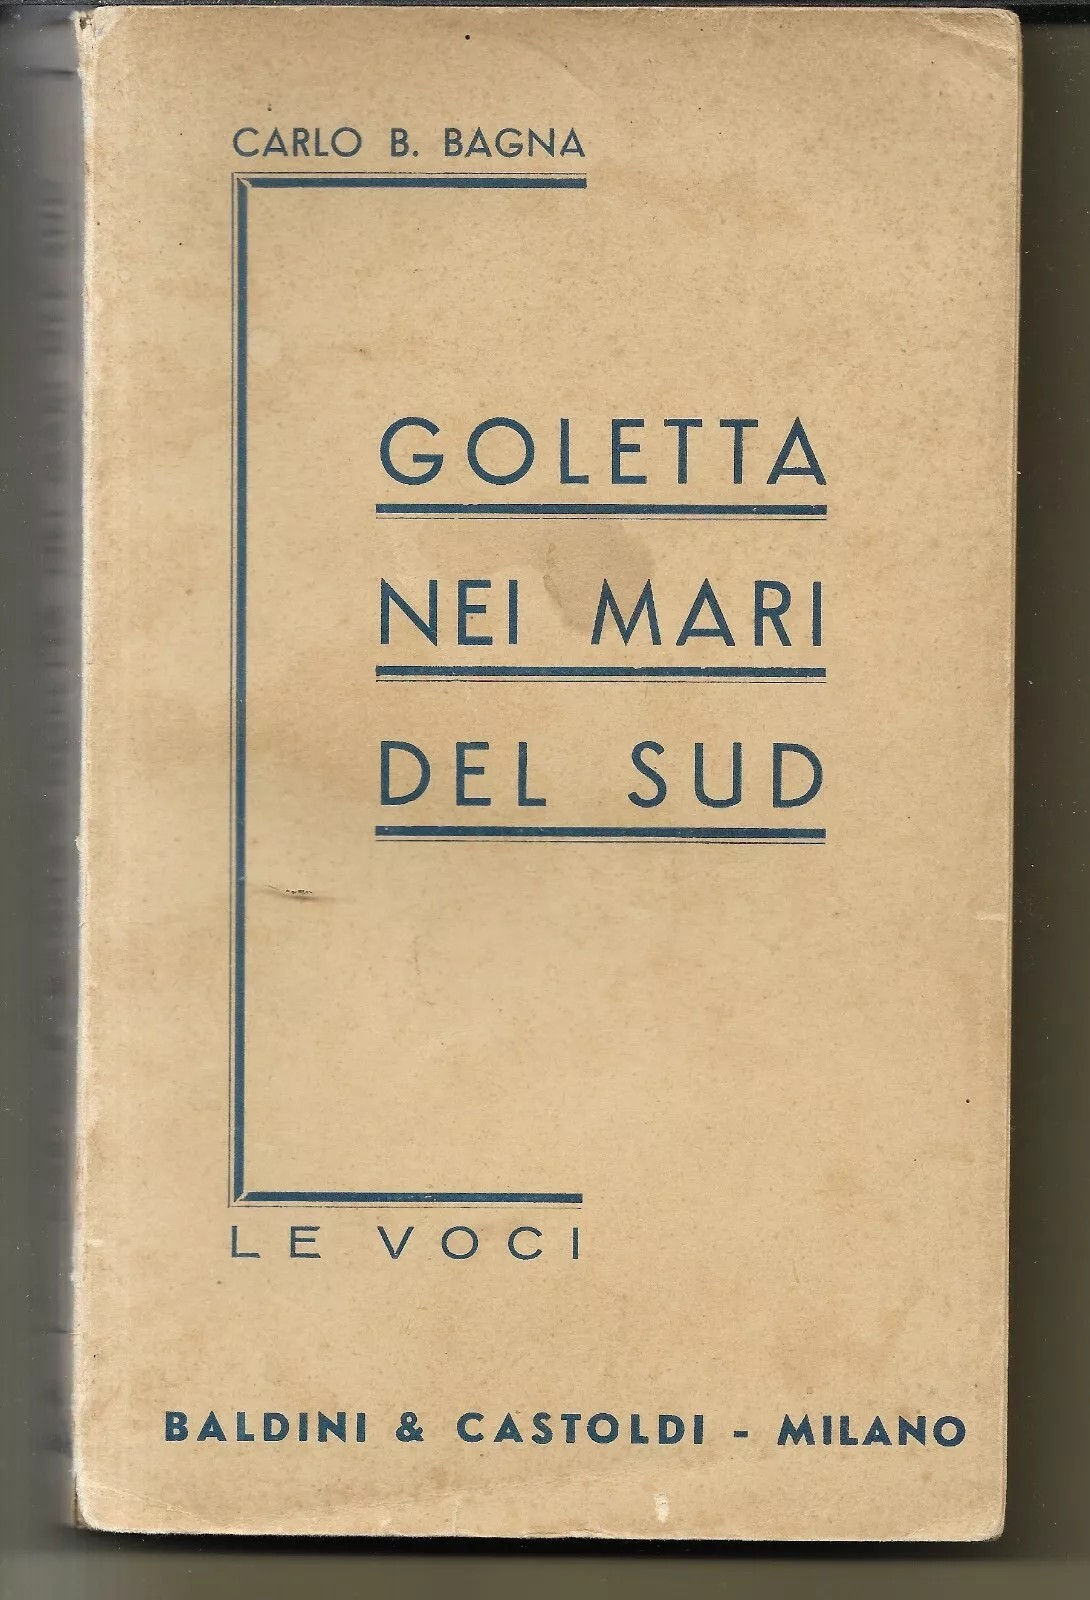 CARLO B. BAGNA
GOLETTA
NEI MARI
DEL SUD
LE VOCI
BALDINI & CASTOLDI - MILANO